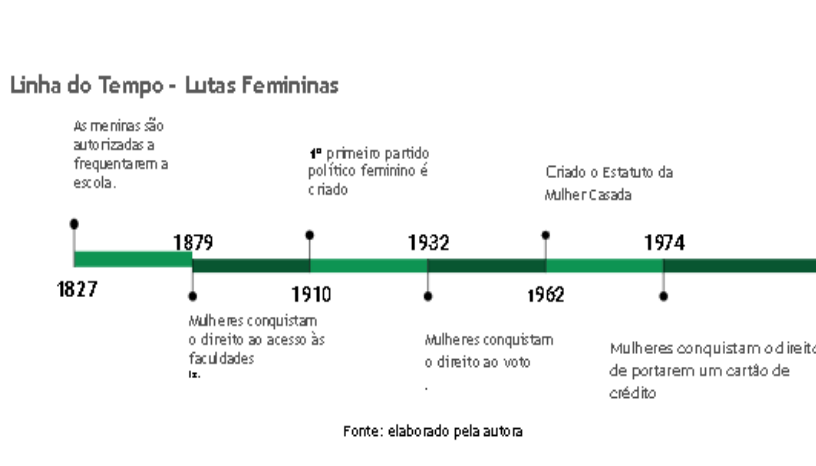 Linha do Tempo - Lutas Femininas
As meninas são
autorizadas a
frequentarem a
escola.
1827
1879
Mulheres conquistam
o direito ao acesso às
faculdades
1º primeiro partido
político feminino é
criado
1910
1932
Mulheres conquistam
o direito ao voto
.
Criado o Estatuto da
Mulher Casada
1962
1974
Mulheres conquistam o direito
de portarem um cartão de
crédito
Fonte: elaborado pela autora